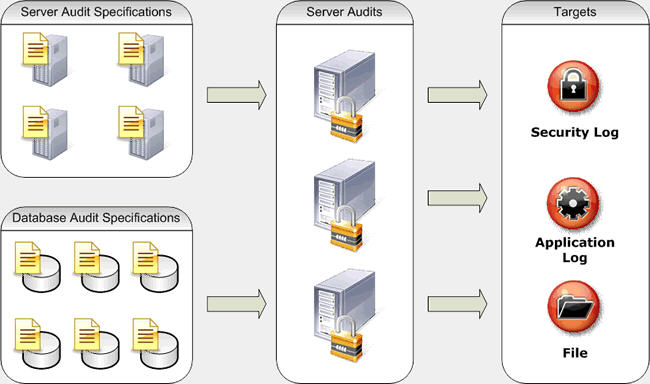 Server Audit Specifications
Server Audits
Targets
Security Log
Database Audit Specifications
Application
Log
File